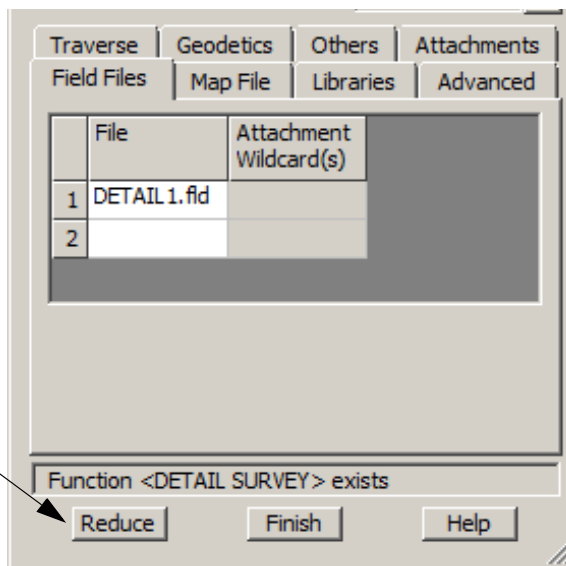 Traverse Geodetics Others Attachments
Field Files Map File Libraries Advanced
File Attachment
Wildcard(s)
1 DETAIL1.fld
2
Function <DETAIL SURVEY> exists
Reduce Finish Help